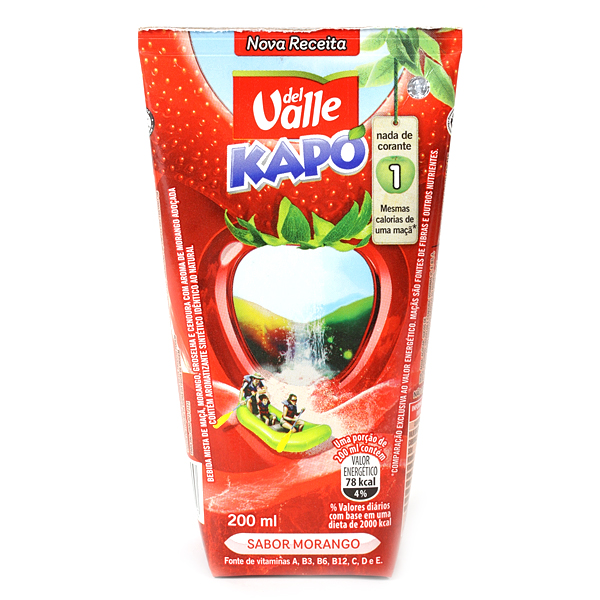 Nova Receita
del
Valle
KAPO
nada de
corante
1
Mesmas
calorias de
uma maçã*
BEBIDA MISTA DE MAÇÃ, MORANGO, GROSELHA E CENOURA COM AROMA DE MORANGO ADOÇADA
CONTÉM AROMATIZANTE SINTÉTICO IDÊNTICO AO NATURAL
*COMPARAÇÃO EXCLUSIVA AO VALOR ENERGÉTICO. MAÇÃS SÃO FONTES DE FIBRAS E OUTROS NUTRIENTES.
Uma porção de
200 ml contém
VALOR
ENERGÉTICO
78 kcal
4%
% Valores diários
com base em uma
dieta de 2000 kcal
200 ml
SABOR MORANGO
Fonte de vitaminas A, B3, B6, B12, C, D e E.